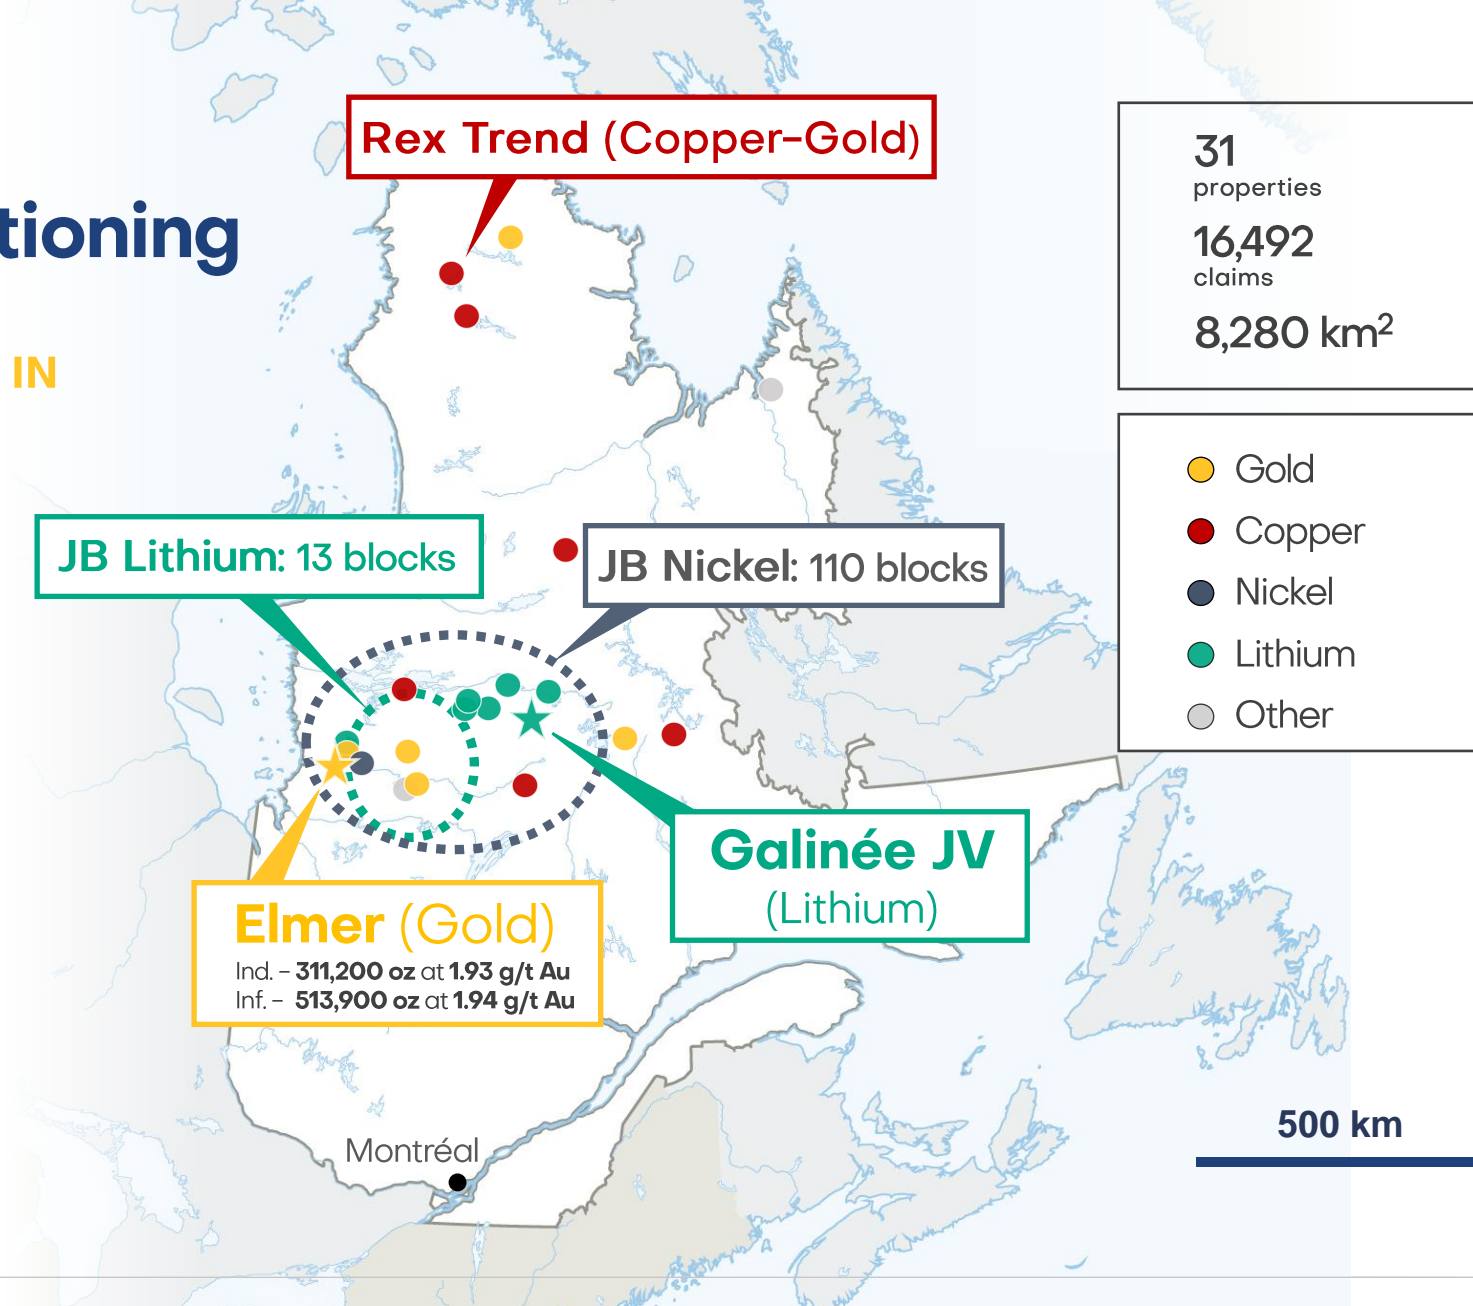 Rex Trend (Copper-Gold)
31
properties
16,492
claims
8,280 km²
tioning
IN
Gold
Copper
Nickel
Lithium
Other
JB Lithium: 13 blocks
JB Nickel: 110 blocks
Galinée JV
(Lithium)
Elmer (Gold)
Ind. – 311,200 oz at 1.93 g/t Au
Inf. – 513,900 oz at 1.94 g/t Au
500 km
Montréal